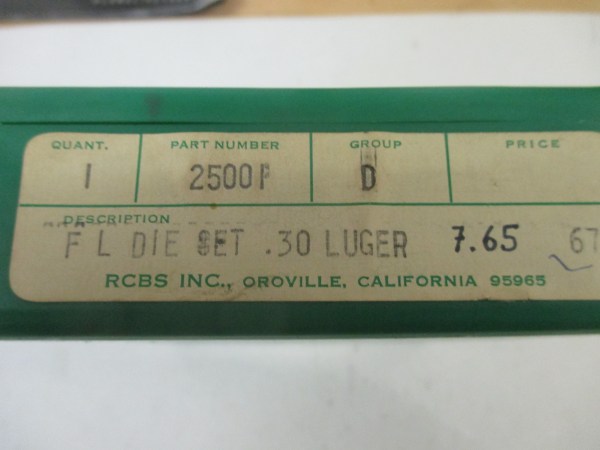 QUANT. PART NUMBER GROUP PRICE
1 2500P D
DESCRIPTION
F L DIE SET .30 LUGER 7.65 67
RCBS INC., OROVILLE, CALIFORNIA 95965